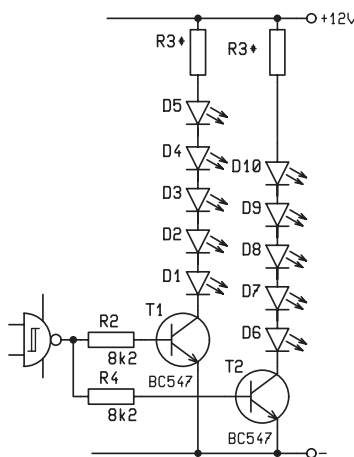 +12V
R3*
R3*
D5
D4
D10
D3
D9
D2
D8
D1
D7
T1
D6
R2
8k2
T2
R4
BC547
8k2
BC547
-